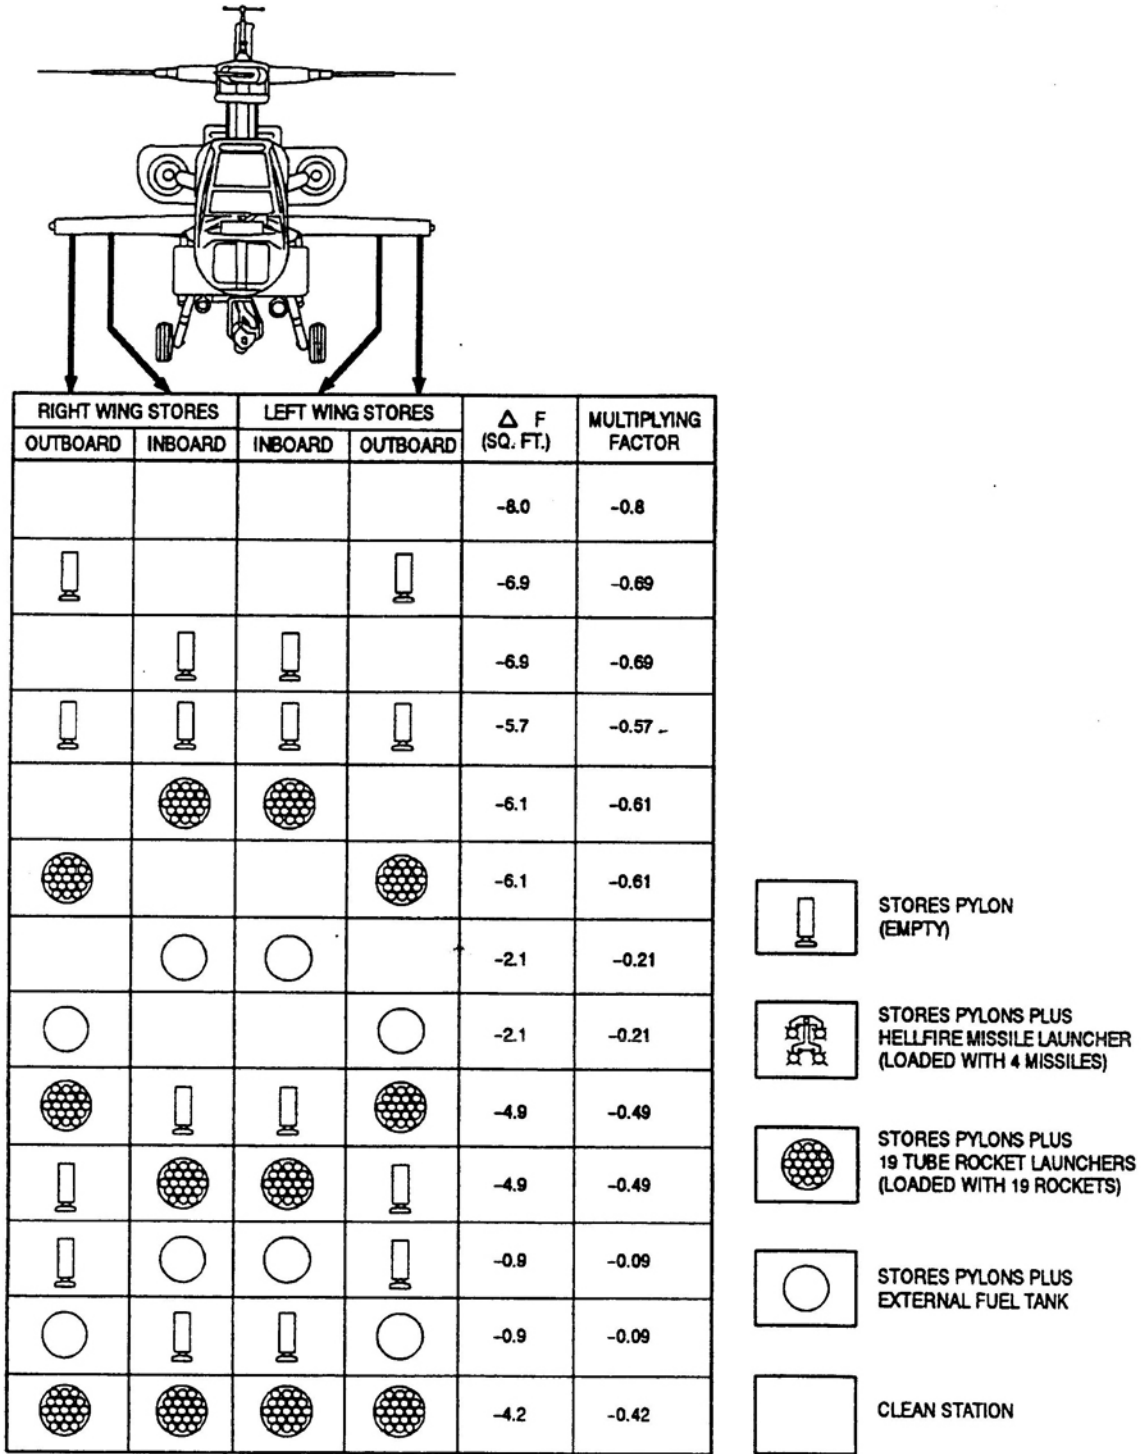 RIGHT WING STORES LEFT WING STORES Δ F (SQ. FT.) MULTIPLYING FACTOR
OUTBOARD INBOARD INBOARD OUTBOARD
-8.0 -0.8
-6.9 -0.69
-6.9 -0.69
-5.7 -0.57
-6.1 -0.61
-6.1 -0.61
-2.1 -0.21
-2.1 -0.21
-4.9 -0.49
-4.9 -0.49
-0.9 -0.09
-0.9 -0.09
-4.2 -0.42
STORES PYLON
(EMPTY)
STORES PYLONS PLUS
HELLFIRE MISSILE LAUNCHER
(LOADED WITH 4 MISSILES)
STORES PYLONS PLUS
19 TUBE ROCKET LAUNCHERS
(LOADED WITH 19 ROCKETS)
STORES PYLONS PLUS
EXTERNAL FUEL TANK
CLEAN STATION